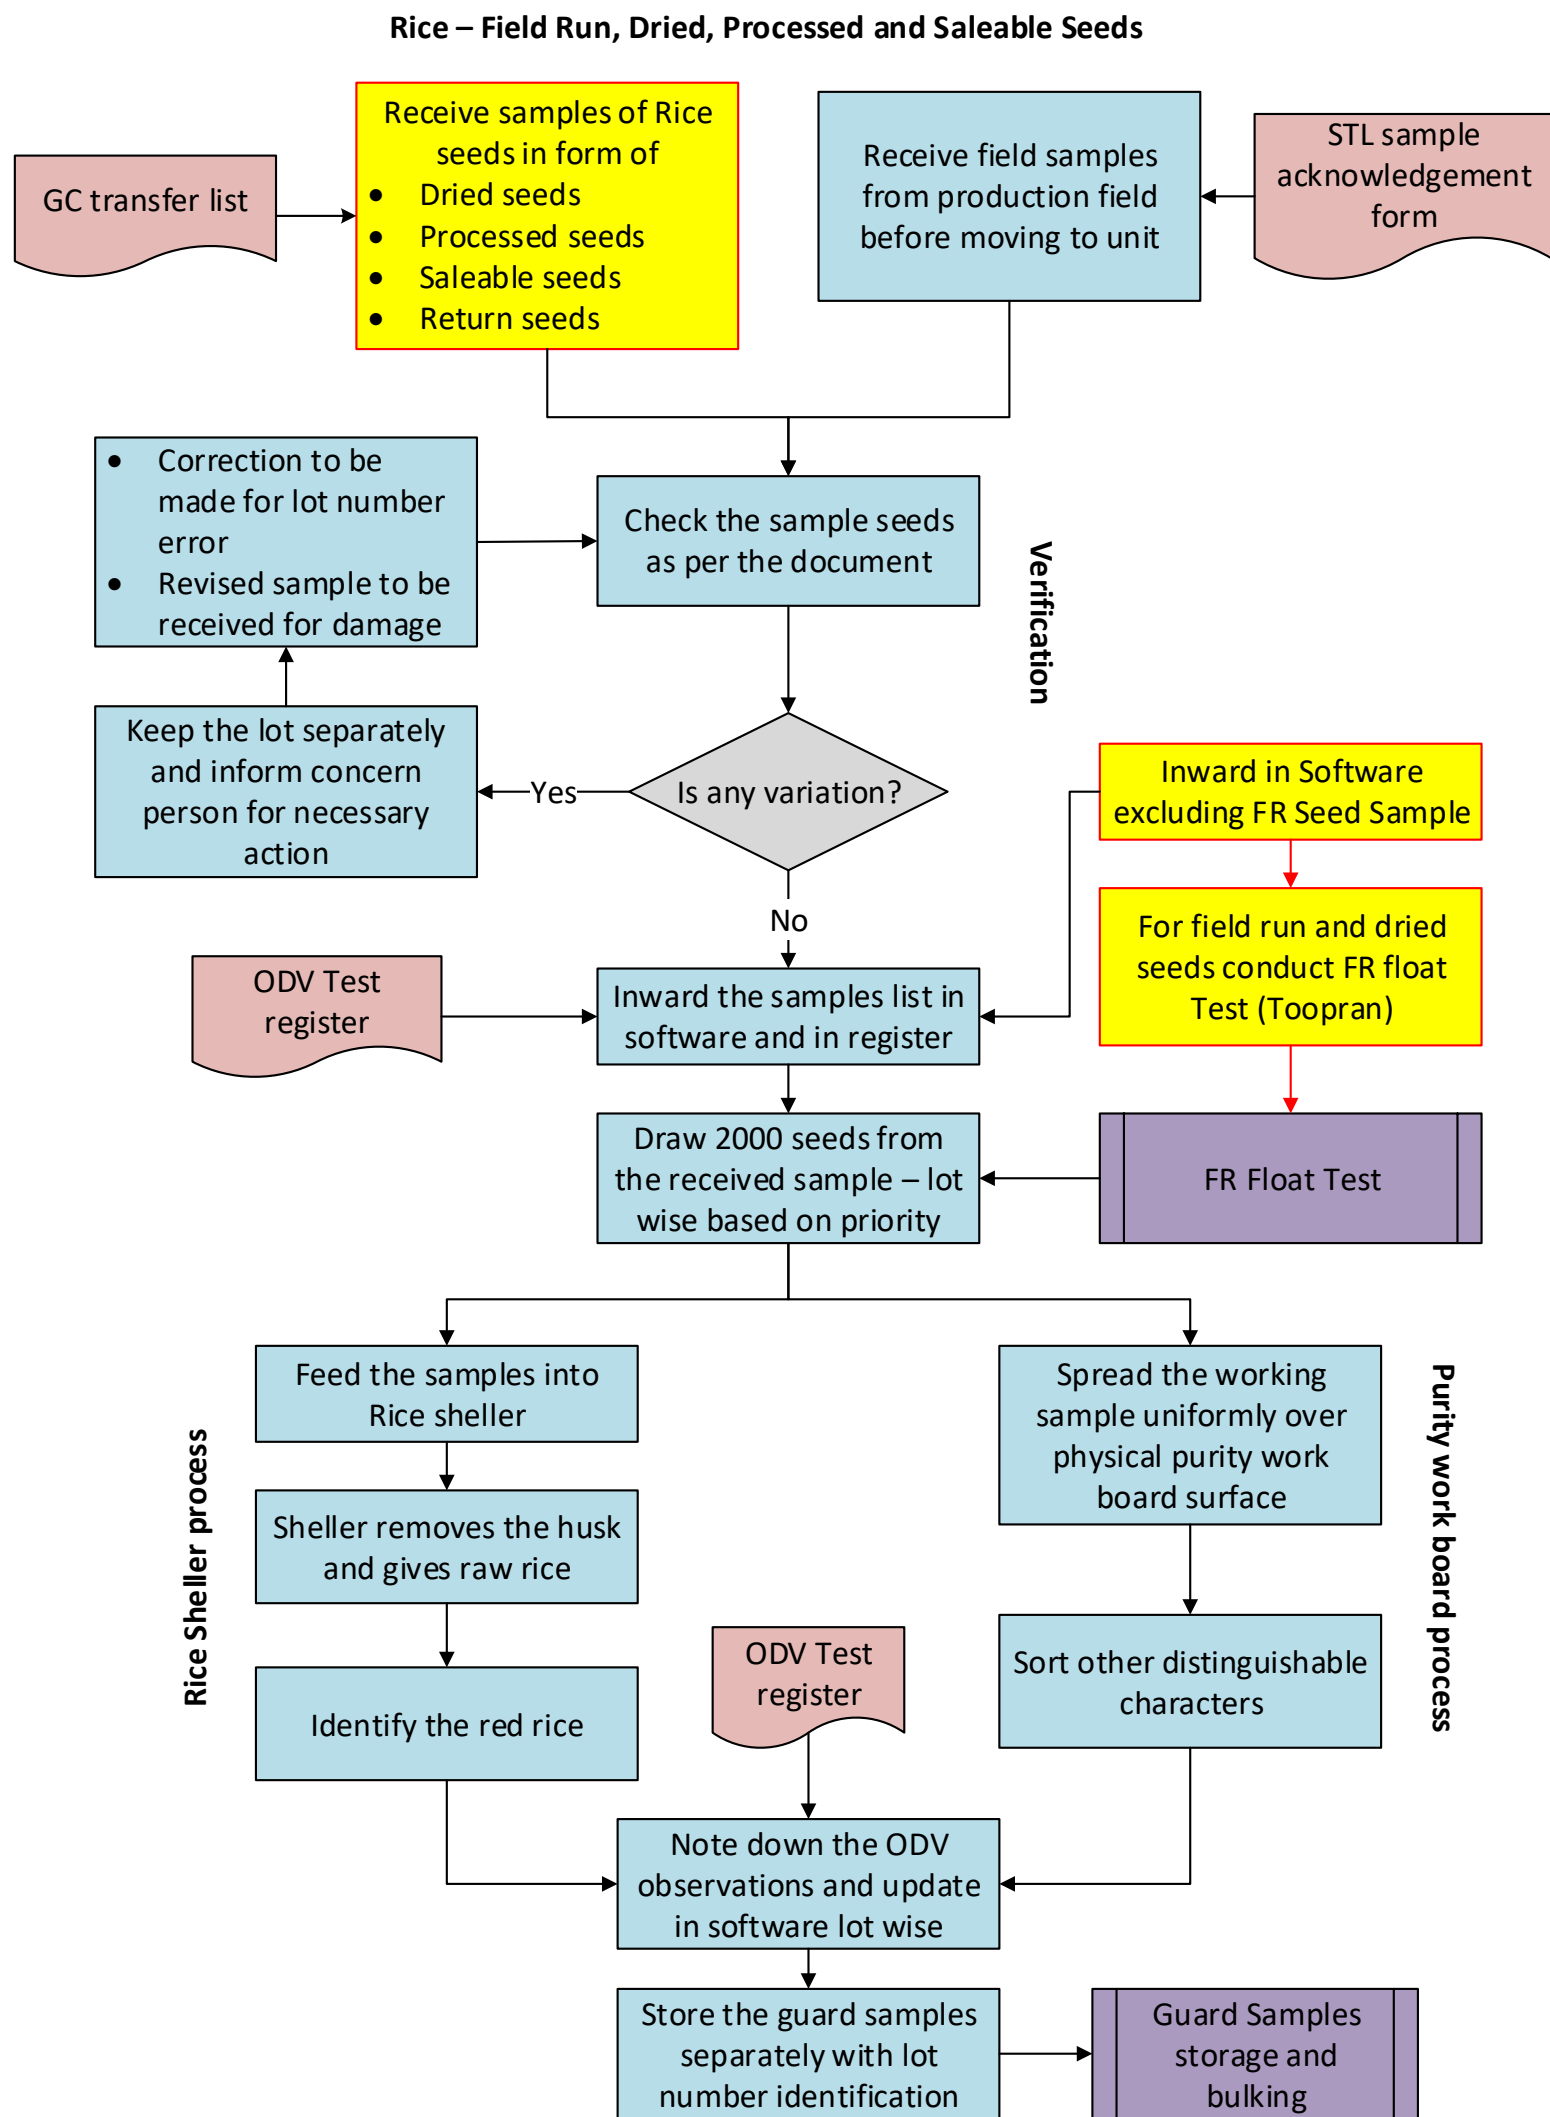 Rice – Field Run, Dried, Processed and Saleable Seeds
GC transfer list
Receive samples of Rice
seeds in form of
• Dried seeds
• Processed seeds
• Saleable seeds
• Return seeds
Receive field samples
from production field
before moving to unit
STL sample
acknowledgement
form
• Correction to be
made for lot number
error
• Revised sample to be
received for damage
Check the sample seeds
as per the document
Verification
Keep the lot separately
and inform concern
person for necessary
action
Yes
Is any variation?
Inward in Software
excluding FR Seed Sample
No
For field run and dried
seeds conduct FR float
Test (Toopran)
ODV Test
register
Inward the samples list in
software and in register
Draw 2000 seeds from
the received sample – lot
wise based on priority
FR Float Test
Feed the samples into
Rice sheller
Spread the working
sample uniformly over
physical purity work
board surface
Rice Sheller process
Purity work board process
Sheller removes the husk
and gives raw rice
Identify the red rice
ODV Test
register
Sort other distinguishable
characters
Note down the ODV
observations and update
in software lot wise
Store the guard samples
separately with lot
number identification
Guard Samples
storage and
bulking